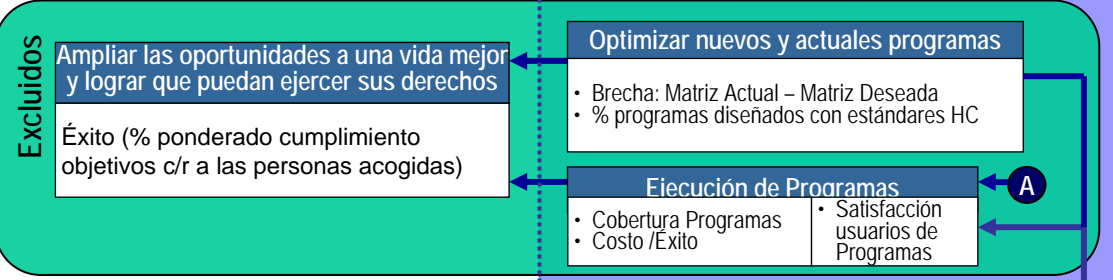 Excluidos
Ampliar las oportunidades a una vida mejor
y lograr que puedan ejercer sus derechos
Éxito (% ponderado cumplimiento
objetivos c/r a las personas acogidas)
Optimizar nuevos y actuales programas
• Brecha: Matriz Actual – Matriz Deseada
• % programas diseñados con estándares HC
Ejecución de Programas
A
• Cobertura Programas
• Costo /Éxito
• Satisfacción
usuarios de
Programas